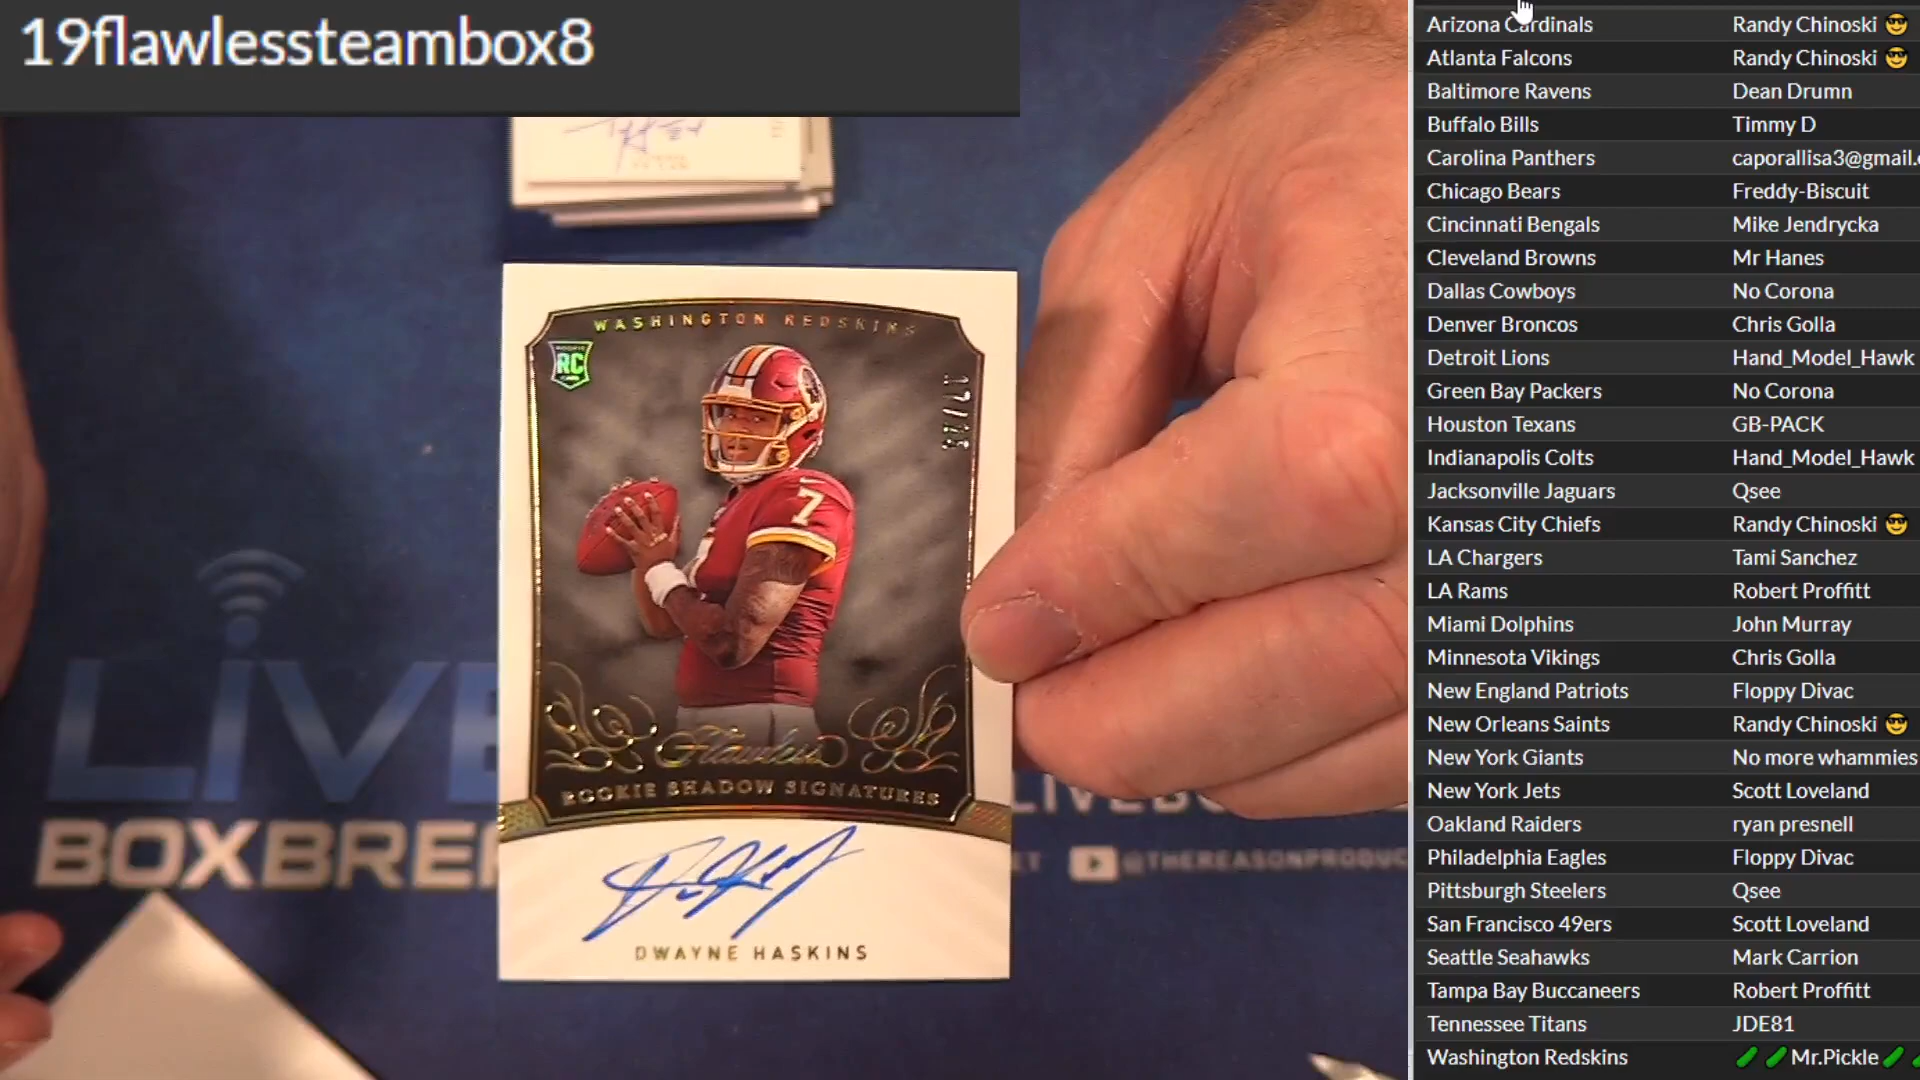 19flawlessteambox8
WASHINGTON REDSKINS
ROOKIE
RC
17/25
7
Flawless
ROOKIE SHADOW SIGNATURES
DWAYNE HASKINS
LIVE
BOXBRE
LIVEB
@THEREASONPRODUC
Arizona Cardinals Randy Chinoski 😎
Atlanta Falcons Randy Chinoski 😎
Baltimore Ravens Dean Drumn
Buffalo Bills Timmy D
Carolina Panthers caporallisa3@gmail.
Chicago Bears Freddy-Biscuit
Cincinnati Bengals Mike Jendrycka
Cleveland Browns Mr Hanes
Dallas Cowboys No Corona
Denver Broncos Chris Golla
Detroit Lions Hand_Model_Hawk
Green Bay Packers No Corona
Houston Texans GB-PACK
Indianapolis Colts Hand_Model_Hawk
Jacksonville Jaguars Qsee
Kansas City Chiefs Randy Chinoski 😎
LA Chargers Tami Sanchez
LA Rams Robert Proffitt
Miami Dolphins John Murray
Minnesota Vikings Chris Golla
New England Patriots Floppy Divac
New Orleans Saints Randy Chinoski 😎
New York Giants No more whammies
New York Jets Scott Loveland
Oakland Raiders ryan presnell
Philadelphia Eagles Floppy Divac
Pittsburgh Steelers Qsee
San Francisco 49ers Scott Loveland
Seattle Seahawks Mark Carrion
Tampa Bay Buccaneers Robert Proffitt
Tennessee Titans JDE81
Washington Redskins 🥒🥒Mr.Pickle🥒